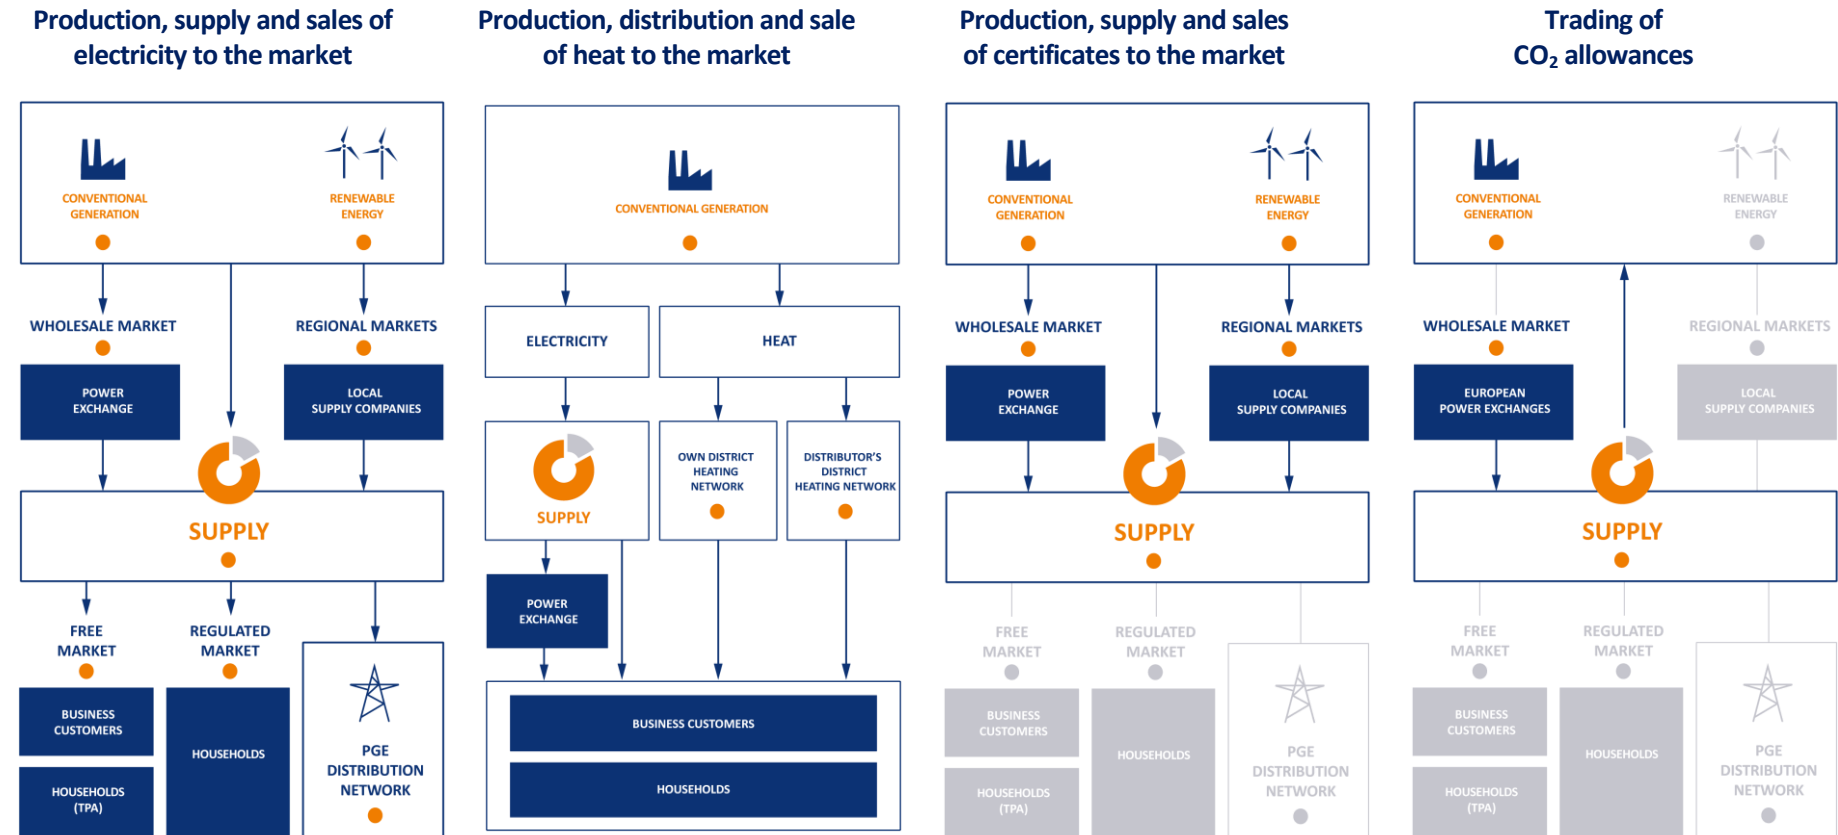 Production, supply and sales of
electricity to the market
CONVENTIONAL
GENERATION
RENEWABLE
ENERGY
WHOLESALE MARKET
REGIONAL MARKETS
POWER
EXCHANGE
LOCAL
SUPPLY COMPANIES
SUPPLY
FREE
MARKET
REGULATED
MARKET
BUSINESS
CUSTOMERS
HOUSEHOLDS
(TPA)
HOUSEHOLDS
PGE
DISTRIBUTION
NETWORK
Production, distribution and sale
of heat to the market
CONVENTIONAL GENERATION
ELECTRICITY
HEAT
SUPPLY
OWN DISTRICT
HEATING
NETWORK
DISTRIBUTOR'S
DISTRICT
HEATING NETWORK
POWER
EXCHANGE
BUSINESS CUSTOMERS
HOUSEHOLDS
Production, supply and sales
of certificates to the market
CONVENTIONAL
GENERATION
RENEWABLE
ENERGY
WHOLESALE MARKET
REGIONAL MARKETS
POWER
EXCHANGE
LOCAL
SUPPLY COMPANIES
SUPPLY
FREE
MARKET
REGULATED
MARKET
BUSINESS
CUSTOMERS
HOUSEHOLDS
(TPA)
HOUSEHOLDS
PGE
DISTRIBUTION
NETWORK
Trading of
CO₂ allowances
CONVENTIONAL
GENERATION
RENEWABLE
ENERGY
WHOLESALE MARKET
REGIONAL MARKETS
EUROPEAN
POWER EXCHANGES
LOCAL
SUPPLY COMPANIES
SUPPLY
FREE
MARKET
REGULATED
MARKET
BUSINESS
CUSTOMERS
HOUSEHOLDS
(TPA)
HOUSEHOLDS
PGE
DISTRIBUTION
NETWORK